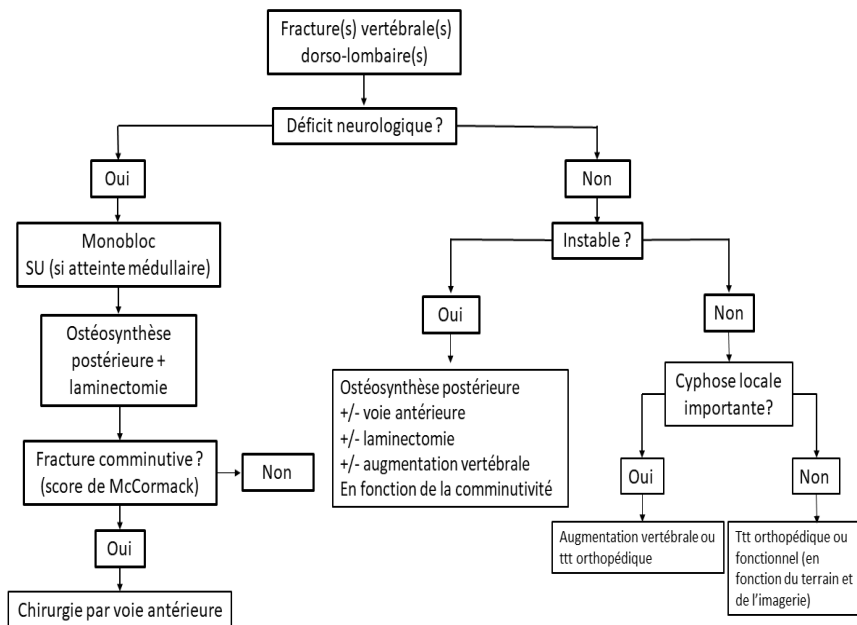 Fracture(s) vertébrale(s)
dorso-lombaire(s)
Déficit neurologique ?
Oui
Non
Monobloc
SU (si atteinte médullaire)
Instable ?
Ostéosynthèse
postérieure +
laminectomie
Oui
Non
Ostéosynthèse postérieure
+/- voie antérieure
+/- laminectomie
+/- augmentation vertébrale
En fonction de la comminutivité
Cyphose locale
importante?
Fracture comminutive ?
(score de McCormack)
Non
Oui
Non
Oui
Augmentation vertébrale ou
ttt orthopédique
Ttt orthopédique ou
fonctionnel (en
fonction du terrain et
de l'imagerie)
Chirurgie par voie antérieure